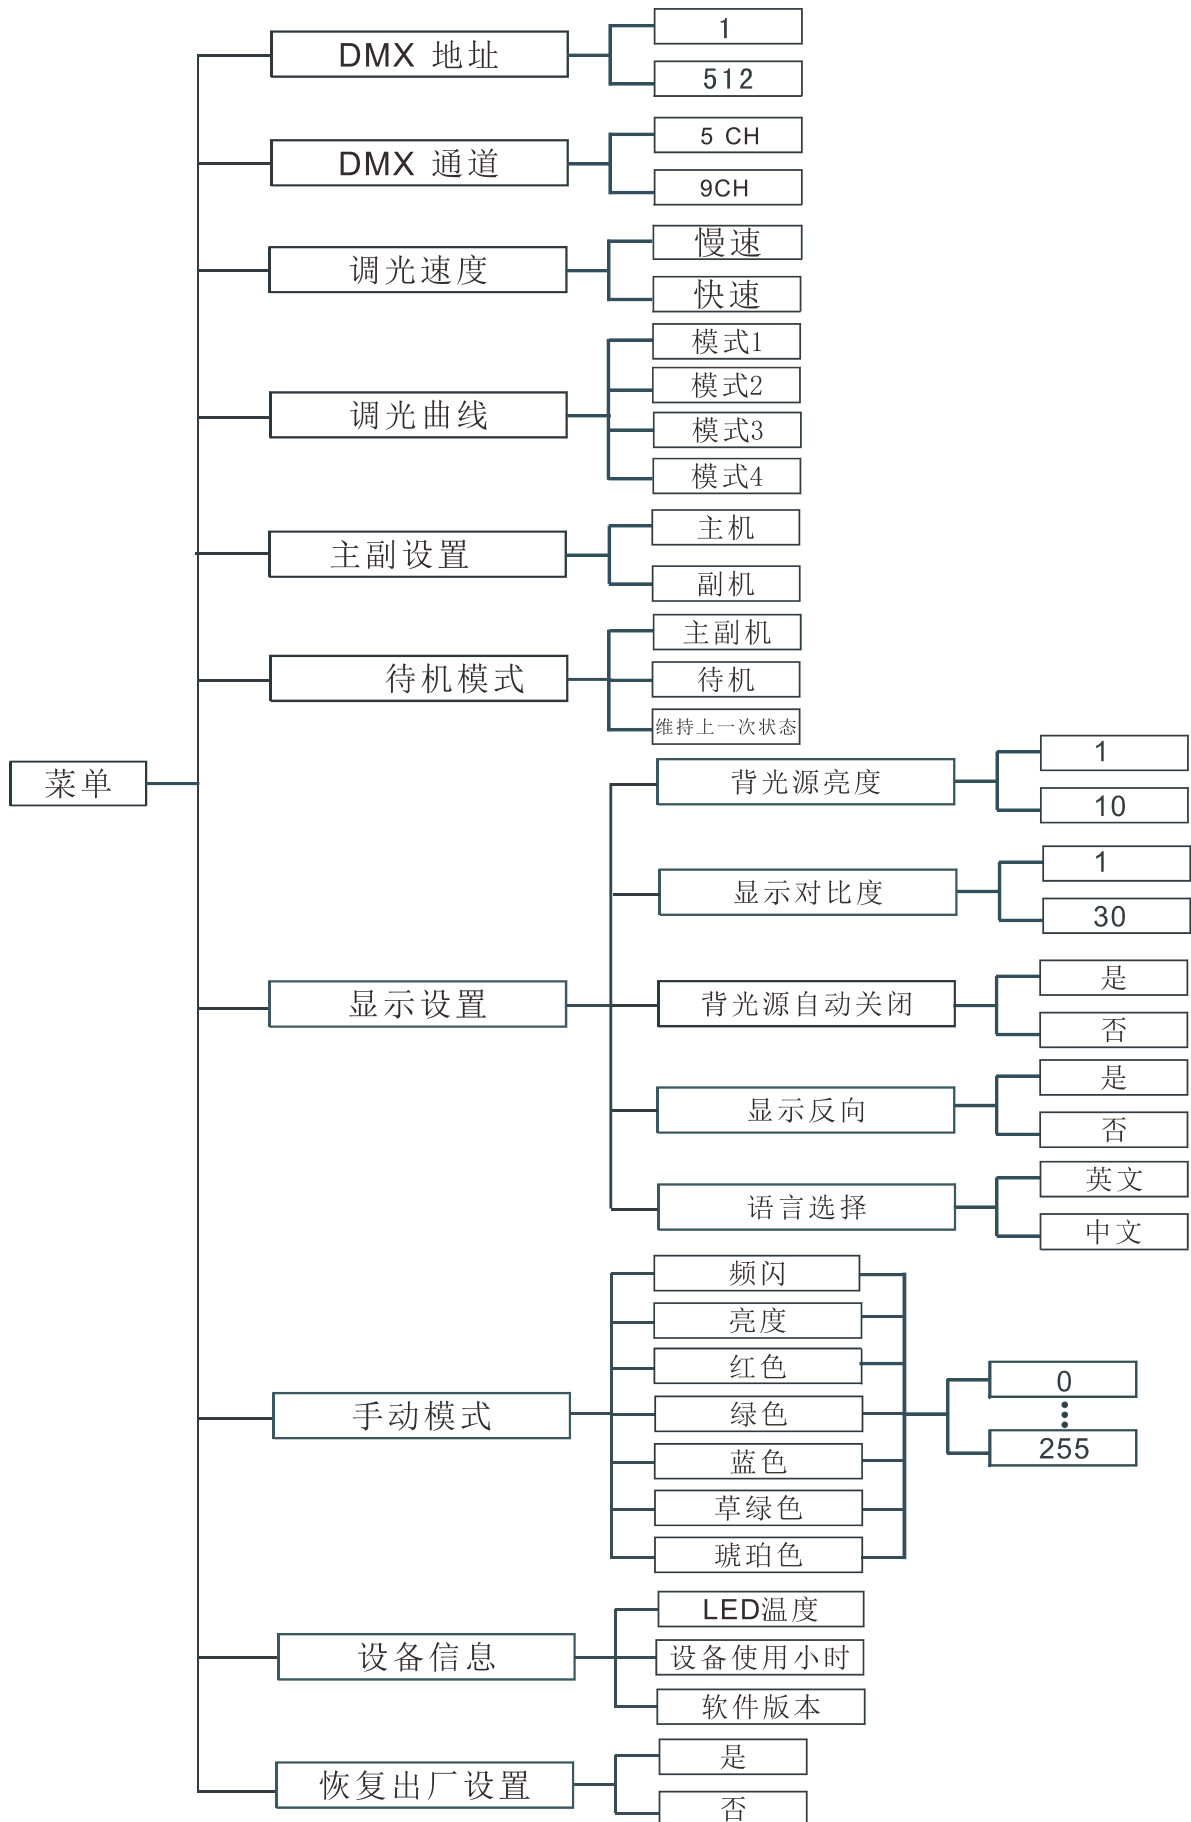 菜单
DMX 地址
1
512
DMX 通道
5 CH
9CH
调光速度
慢速
快速
调光曲线
模式1
模式2
模式3
模式4
主副设置
主机
副机
待机模式
主副机
待机
维持上一次状态
显示设置
背光源亮度
1
10
显示对比度
1
30
背光源自动关闭
是
否
显示反向
是
否
语言选择
英文
中文
手动模式
频闪
亮度
红色
绿色
蓝色
草绿色
琥珀色
0
255
设备信息
LED温度
设备使用小时
软件版本
恢复出厂设置
是
否